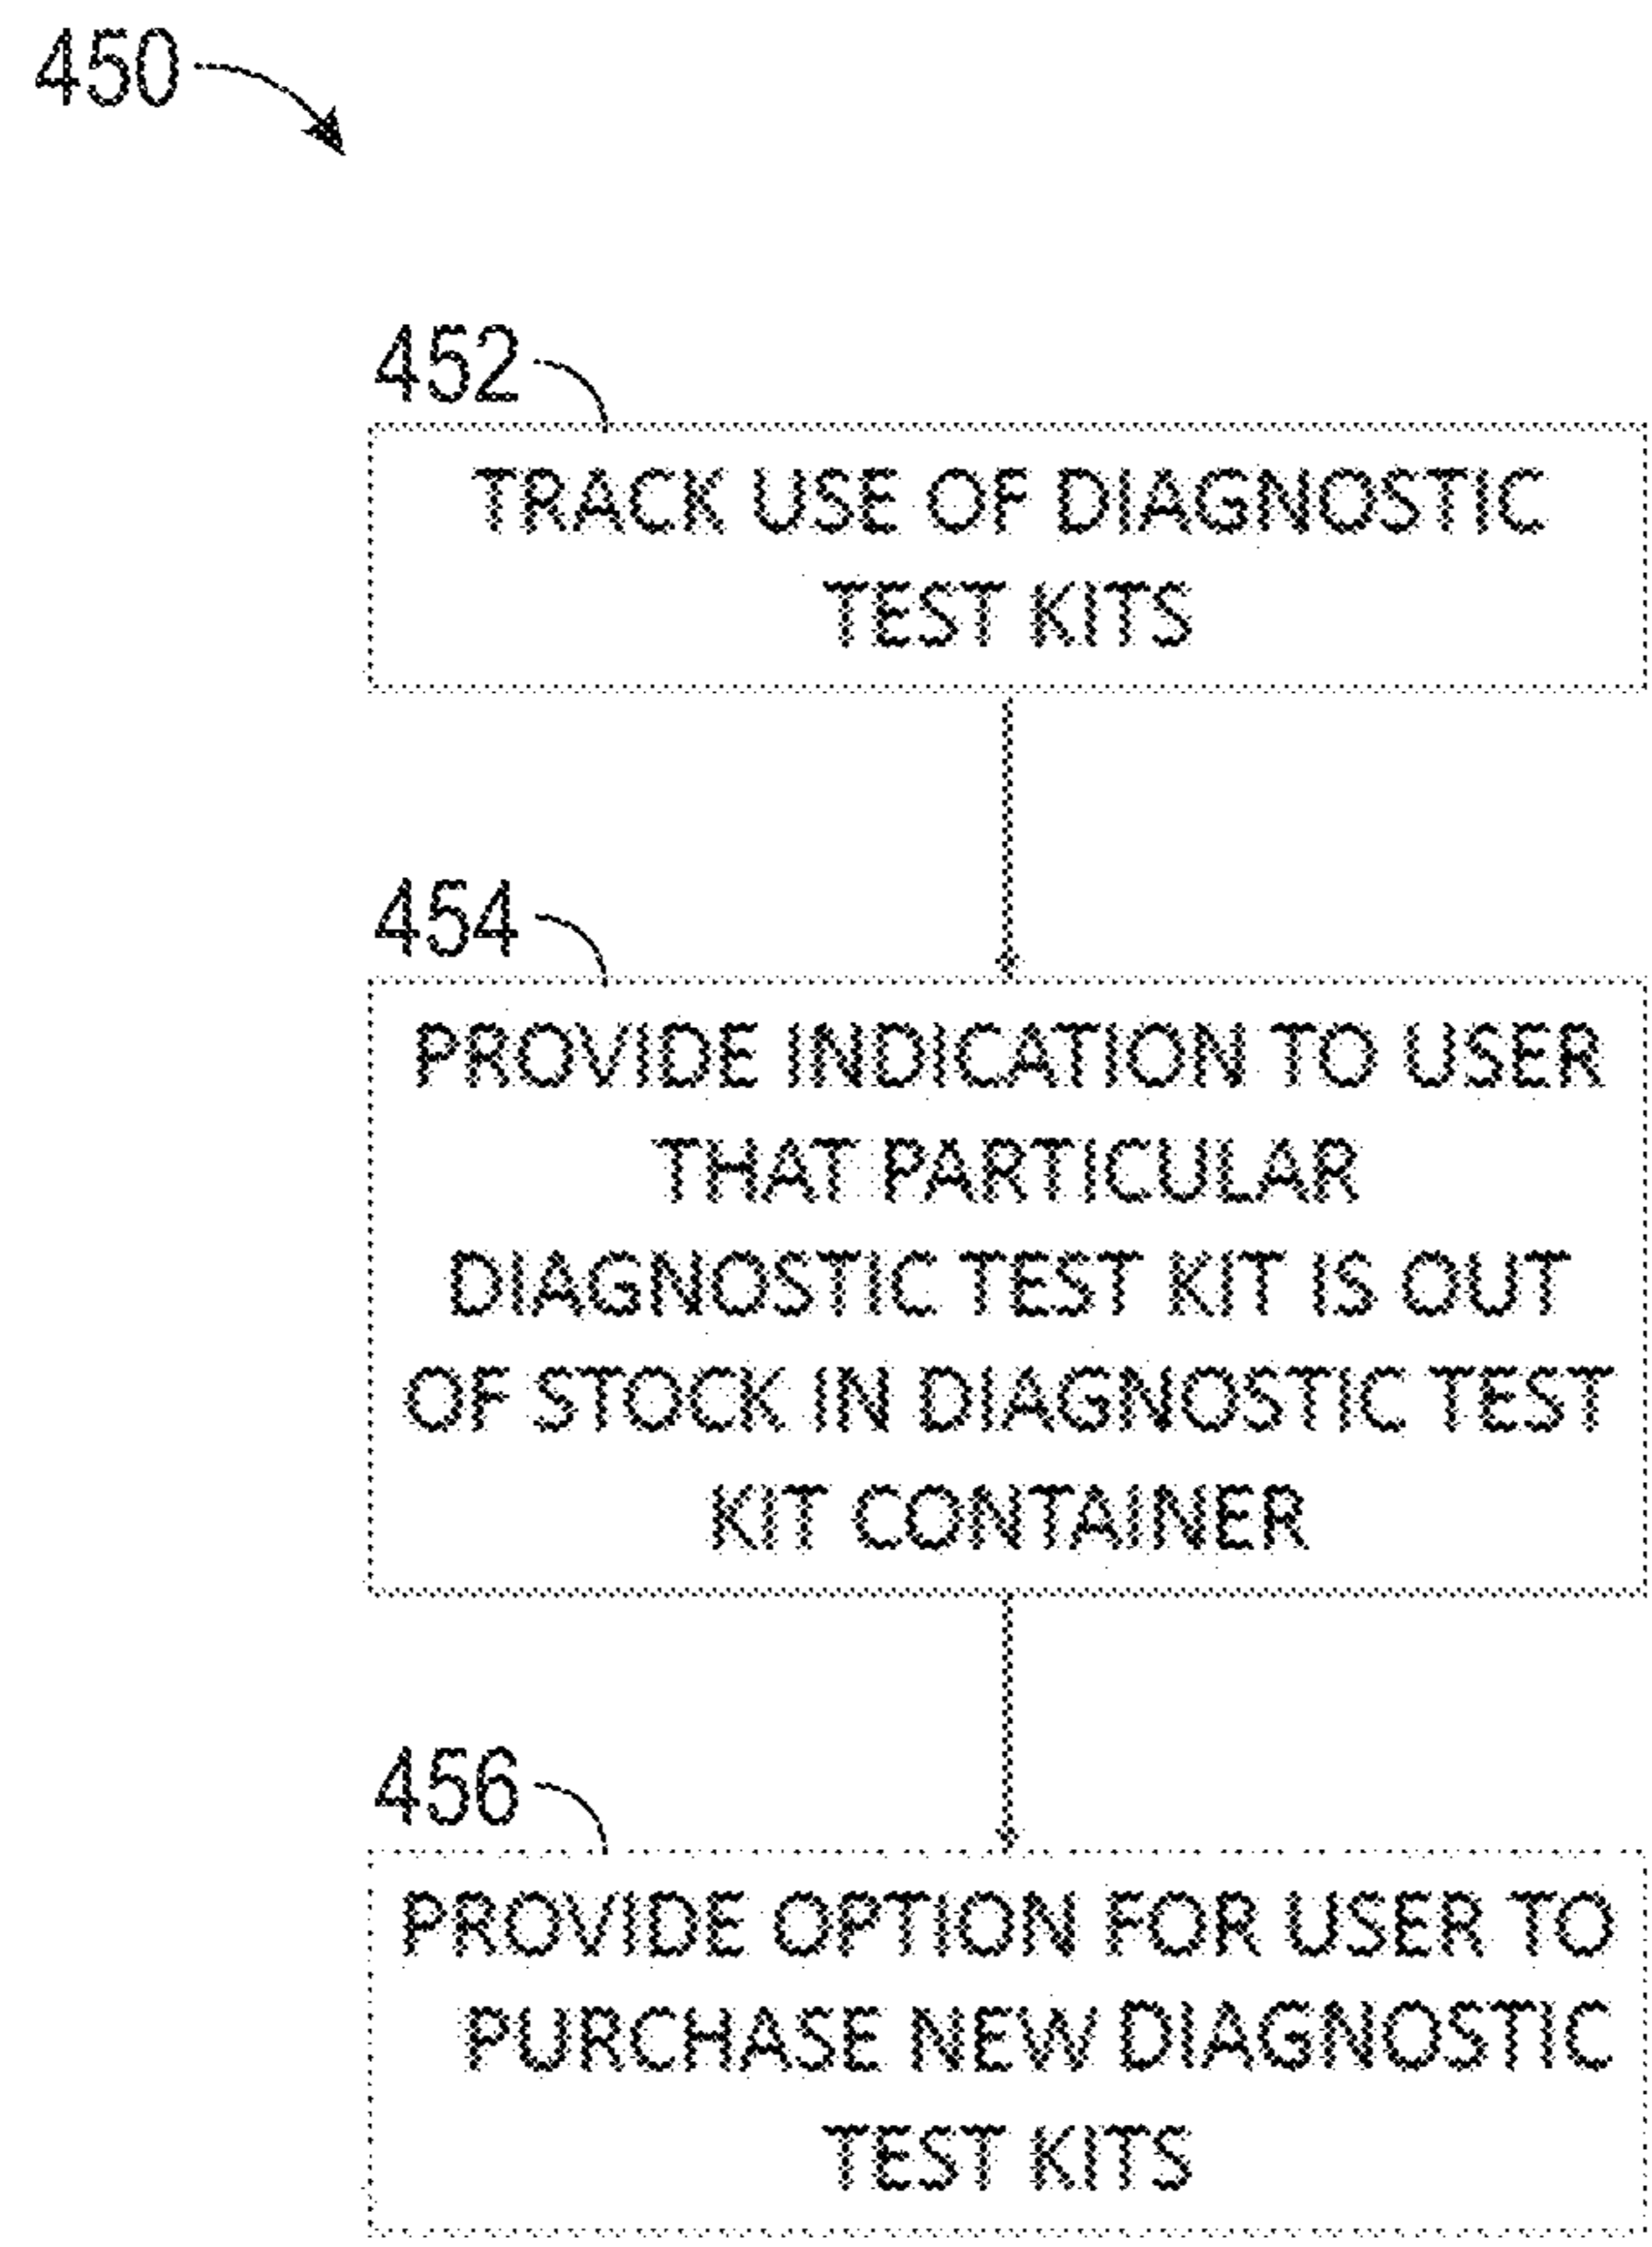 450
452
TRACK USE OF DIAGNOSTIC
TEST KITS
454
PROVIDE INDICATION TO USER
THAT PARTICULAR
DIAGNOSTIC TEST KIT IS OUT
OF STOCK IN DIAGNOSTIC TEST
KIT CONTAINER
456
PROVIDE OPTION FOR USER TO
PURCHASE NEW DIAGNOSTIC
TEST KITS